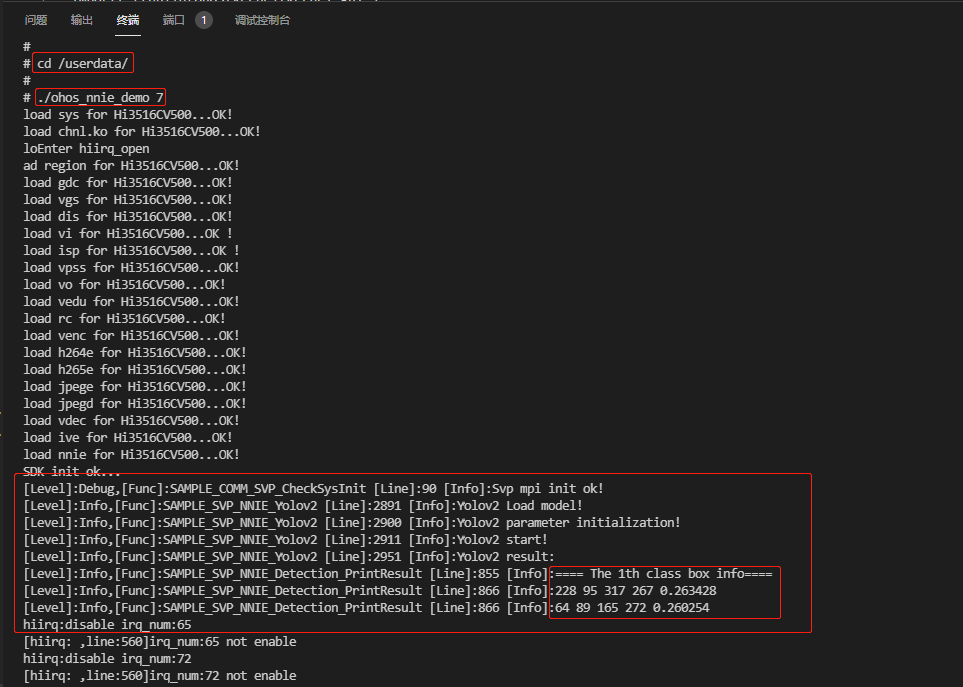 问题 输出 终端 端口 1 调试控制台
#
# cd /userdata/
#
# ./ohos_nnie_demo 7
load sys for Hi3516CV500...OK!
load chnl.ko for Hi3516CV500...OK!
loEnter hiirq_open
ad region for Hi3516CV500...OK!
load gdc for Hi3516CV500...OK!
load vgs for Hi3516CV500...OK!
load dis for Hi3516CV500...OK!
load vi for Hi3516CV500...OK !
load isp for Hi3516CV500...OK !
load vpss for Hi3516CV500...OK!
load vo for Hi3516CV500...OK!
load vedu for Hi3516CV500...OK!
load rc for Hi3516CV500...OK!
load venc for Hi3516CV500...OK!
load h264e for Hi3516CV500...OK!
load h265e for Hi3516CV500...OK!
load jpege for Hi3516CV500...OK!
load jpegd for Hi3516CV500...OK!
load vdec for Hi3516CV500...OK!
load ive for Hi3516CV500...OK!
load nnie for Hi3516CV500...OK!
SDK init ok...
[Level]:Debug,[Func]:SAMPLE_COMM_SVP_CheckSysInit [Line]:90 [Info]:Svp mpi init ok!
[Level]:Info,[Func]:SAMPLE_SVP_NNIE_Yolov2 [Line]:2891 [Info]:Yolov2 Load model!
[Level]:Info,[Func]:SAMPLE_SVP_NNIE_Yolov2 [Line]:2900 [Info]:Yolov2 parameter initialization!
[Level]:Info,[Func]:SAMPLE_SVP_NNIE_Yolov2 [Line]:2911 [Info]:Yolov2 start!
[Level]:Info,[Func]:SAMPLE_SVP_NNIE_Yolov2 [Line]:2951 [Info]:Yolov2 result:
[Level]:Info,[Func]:SAMPLE_SVP_NNIE_Detection_PrintResult [Line]:855 [Info]:==== The 1th class box info====
[Level]:Info,[Func]:SAMPLE_SVP_NNIE_Detection_PrintResult [Line]:866 [Info]:228 95 317 267 0.263428
[Level]:Info,[Func]:SAMPLE_SVP_NNIE_Detection_PrintResult [Line]:866 [Info]:64 89 165 272 0.260254
hiirq:disable irq_num:65
[hiirq: ,line:560]irq_num:65 not enable
hiirq:disable irq_num:72
[hiirq: ,line:560]irq_num:72 not enable